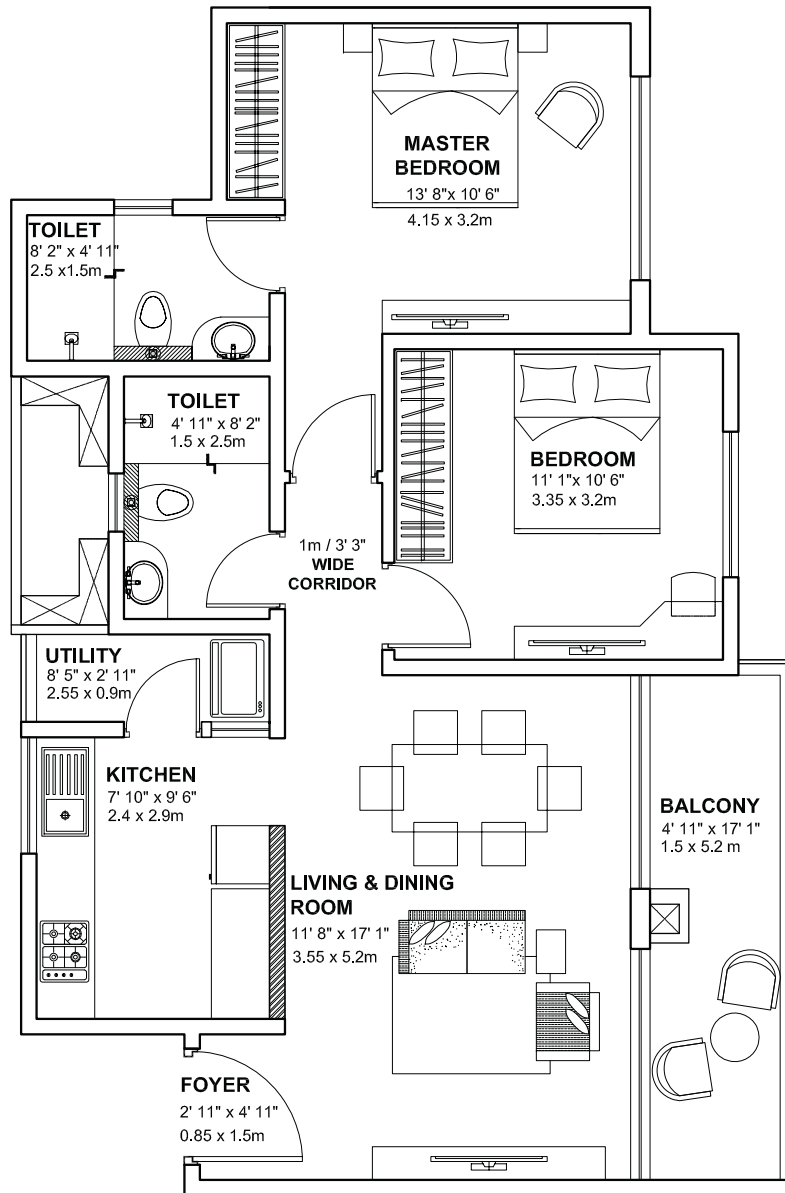 MASTER
BEDROOM
13' 8"x 10' 6"
4.15 x 3.2m
TOILET
8' 2" x 4' 11"
2.5 x1.5m
TOILET
4' 11" x 8' 2"
1.5 x 2.5m
BEDROOM
11' 1"x 10' 6"
3.35 x 3.2m
1m / 3' 3"
WIDE
CORRIDOR
UTILITY
8' 5" x 2' 11"
2.55 x 0.9m
KITCHEN
7' 10" x 9' 6"
2.4 x 2.9m
BALCONY
4' 11" x 17' 1"
1.5 x 5.2 m
LIVING & DINING
ROOM
11' 8" x 17' 1"
3.55 x 5.2m
FOYER
2' 11" x 4' 11"
0.85 x 1.5m